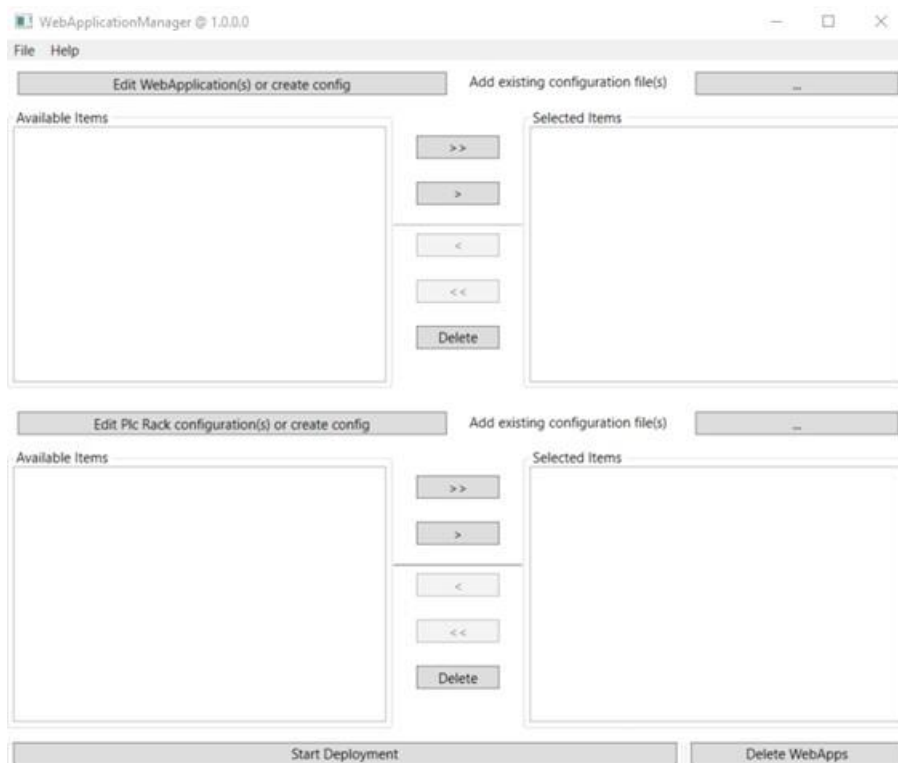 WebApplicationManager @ 1.0.0.0
File Help
Edit WebApplication(s) or create config Add existing configuration file(s) ...
Available Items Selected Items
>>
>
<
<<
Delete
Edit Plc Rack configuration(s) or create config Add existing configuration file(s) ...
Available Items Selected Items
>>
>
<
<<
Delete
Start Deployment Delete WebApps